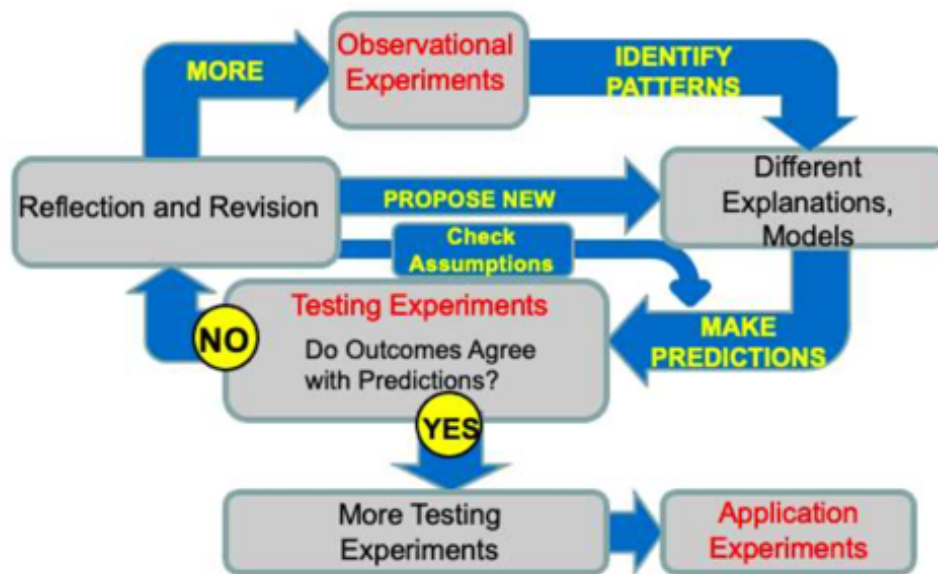 Observational
Experiments
MORE
IDENTIFY
PATTERNS
Reflection and Revision
PROPOSE NEW
Different
Explanations,
Models
Check
Assumptions
Testing Experiments
NO
Do Outcomes Agree
with Predictions?
MAKE
PREDICTIONS
YES
More Testing
Experiments
Application
Experiments